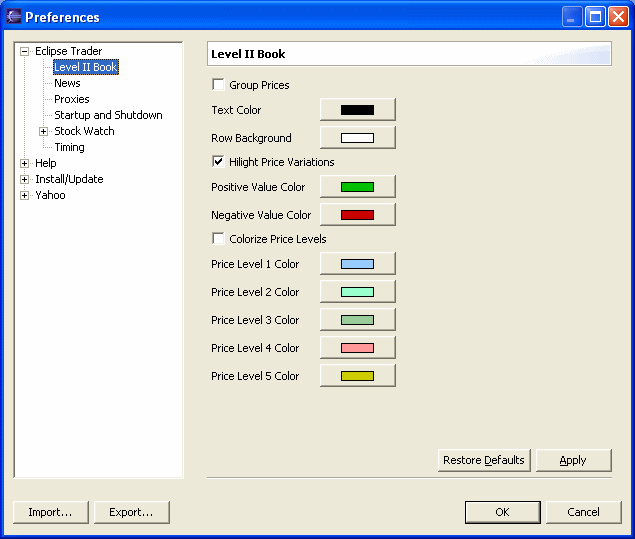 Preferences
Eclipse Trader
Level II Book
News
Proxies
Startup and Shutdown
Stock Watch
Timing
Help
Install/Update
Yahoo
Level II Book
Group Prices
Text Color
Row Background
Hilight Price Variations
Positive Value Color
Negative Value Color
Colorize Price Levels
Price Level 1 Color
Price Level 2 Color
Price Level 3 Color
Price Level 4 Color
Price Level 5 Color
Restore Defaults
Apply
Import...
Export...
OK
Cancel